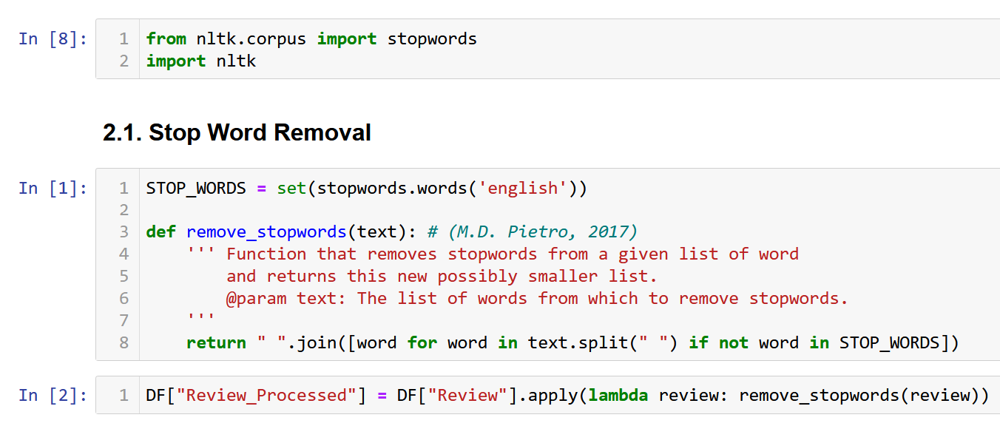 In [8]:
1 from nltk.corpus import stopwords
2 import nltk
2.1. Stop Word Removal
In [1]:
1 STOP_WORDS = set(stopwords.words('english'))
2
3 def remove_stopwords(text): # (M.D. Pietro, 2017)
4     ''' Function that removes stopwords from a given list of word
5         and returns this new possibly smaller list.
6         @param text: The list of words from which to remove stopwords.
7     '''
8     return " ".join([word for word in text.split(" ") if not word in STOP_WORDS])
In [2]:
1 DF["Review_Processed"] = DF["Review"].apply(lambda review: remove_stopwords(review))